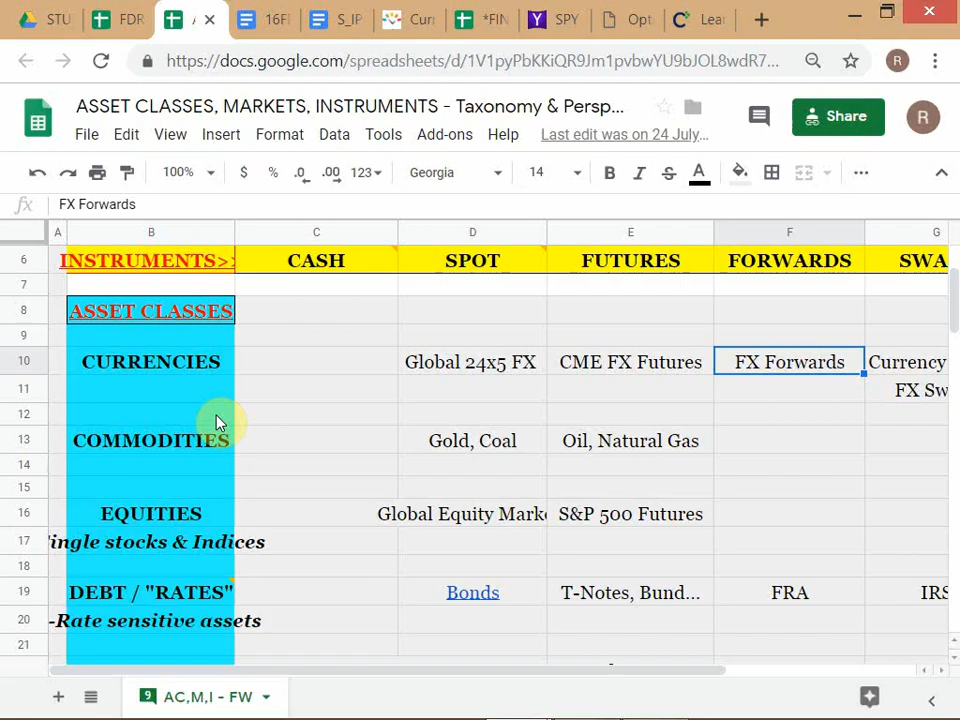 STU FDR A 16FI S_IP Curr *FIN SPY Opti Lear
https://docs.google.com/spreadsheets/d/1V1pyPbKKiQR9Jm1pvbwYU9bJOL8wdR7... R
ASSET CLASSES, MARKETS, INSTRUMENTS - Taxonomy & Persp...
Share R
File Edit View Insert Format Data Tools Add-ons Help Last edit was on 24 July...
100% $ % .0 .00 123 Georgia 14 B I S A
fx FX Forwards
A B C D E F G
6 INSTRUMENTS>> CASH SPOT FUTURES FORWARDS SWA
7
8 ASSET CLASSES
9
10 CURRENCIES Global 24x5 FX CME FX Futures FX Forwards Currency
11 FX Sw
12
13 COMMODITIES Gold, Coal Oil, Natural Gas
14
15
16 EQUITIES Global Equity Marke S&P 500 Futures
17 ingle stocks & Indices
18
19 DEBT / "RATES" Bonds T-Notes, Bund... FRA IRS
20 -Rate sensitive assets
21
9 AC,M,I - FW